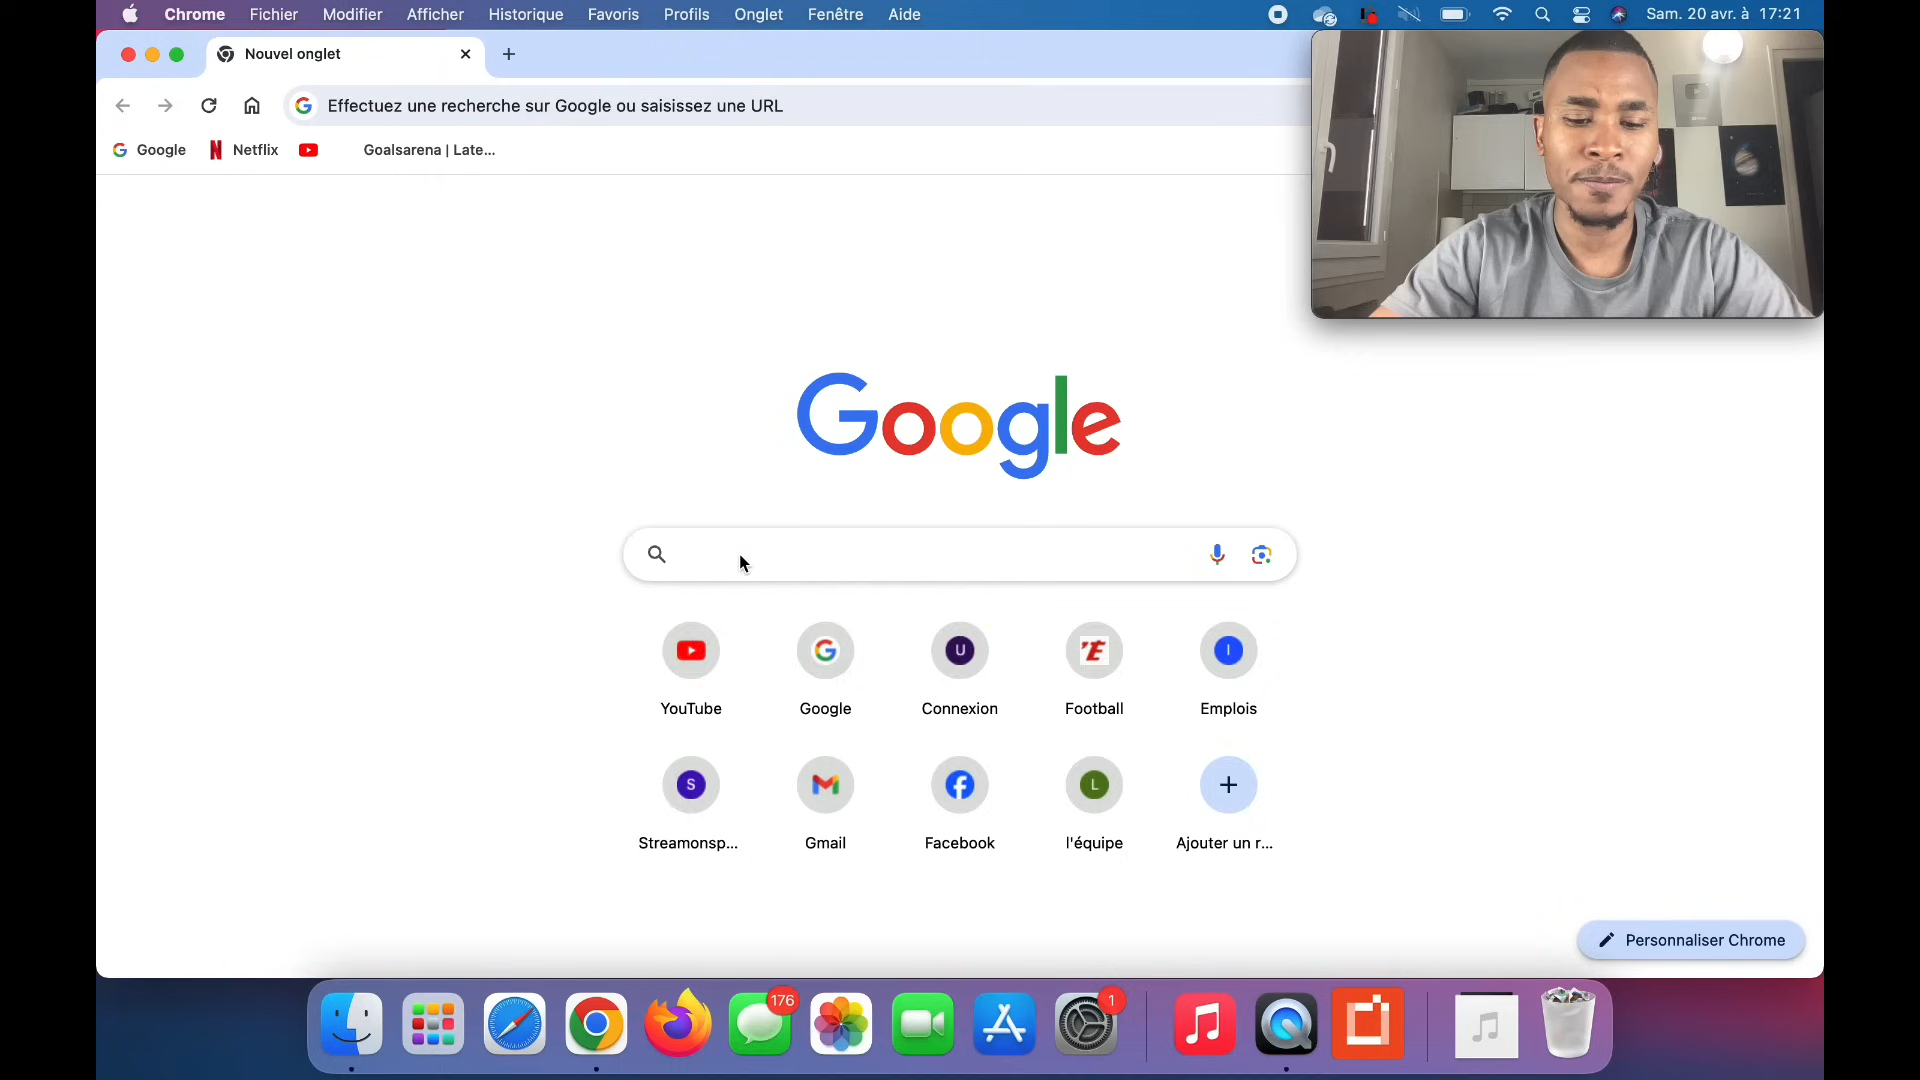 Chrome Fichier Modifier Afficher Historique Favoris Profils Onglet Fenêtre Aide Sam. 20 avr. à 17:21
Nouvel onglet
Effectuez une recherche sur Google ou saisissez une URL
Google Netflix Goalsarena | Late...
Google
YouTube Google Connexion Football Emplois
Streamonsp... Gmail Facebook l'équipe Ajouter un r...
Personnaliser Chrome
176 1